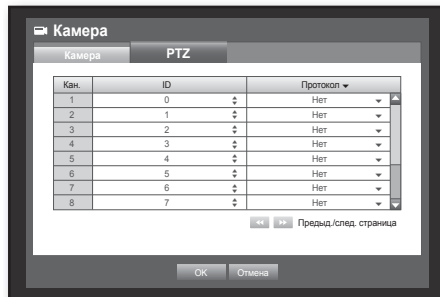 Камера
Камера PTZ
Кан. ID Протокол
1 0 Нет
2 1 Нет
3 2 Нет
4 3 Нет
5 4 Нет
6 5 Нет
7 6 Нет
8 7 Нет
Предыд./след. страница
OK Отмена